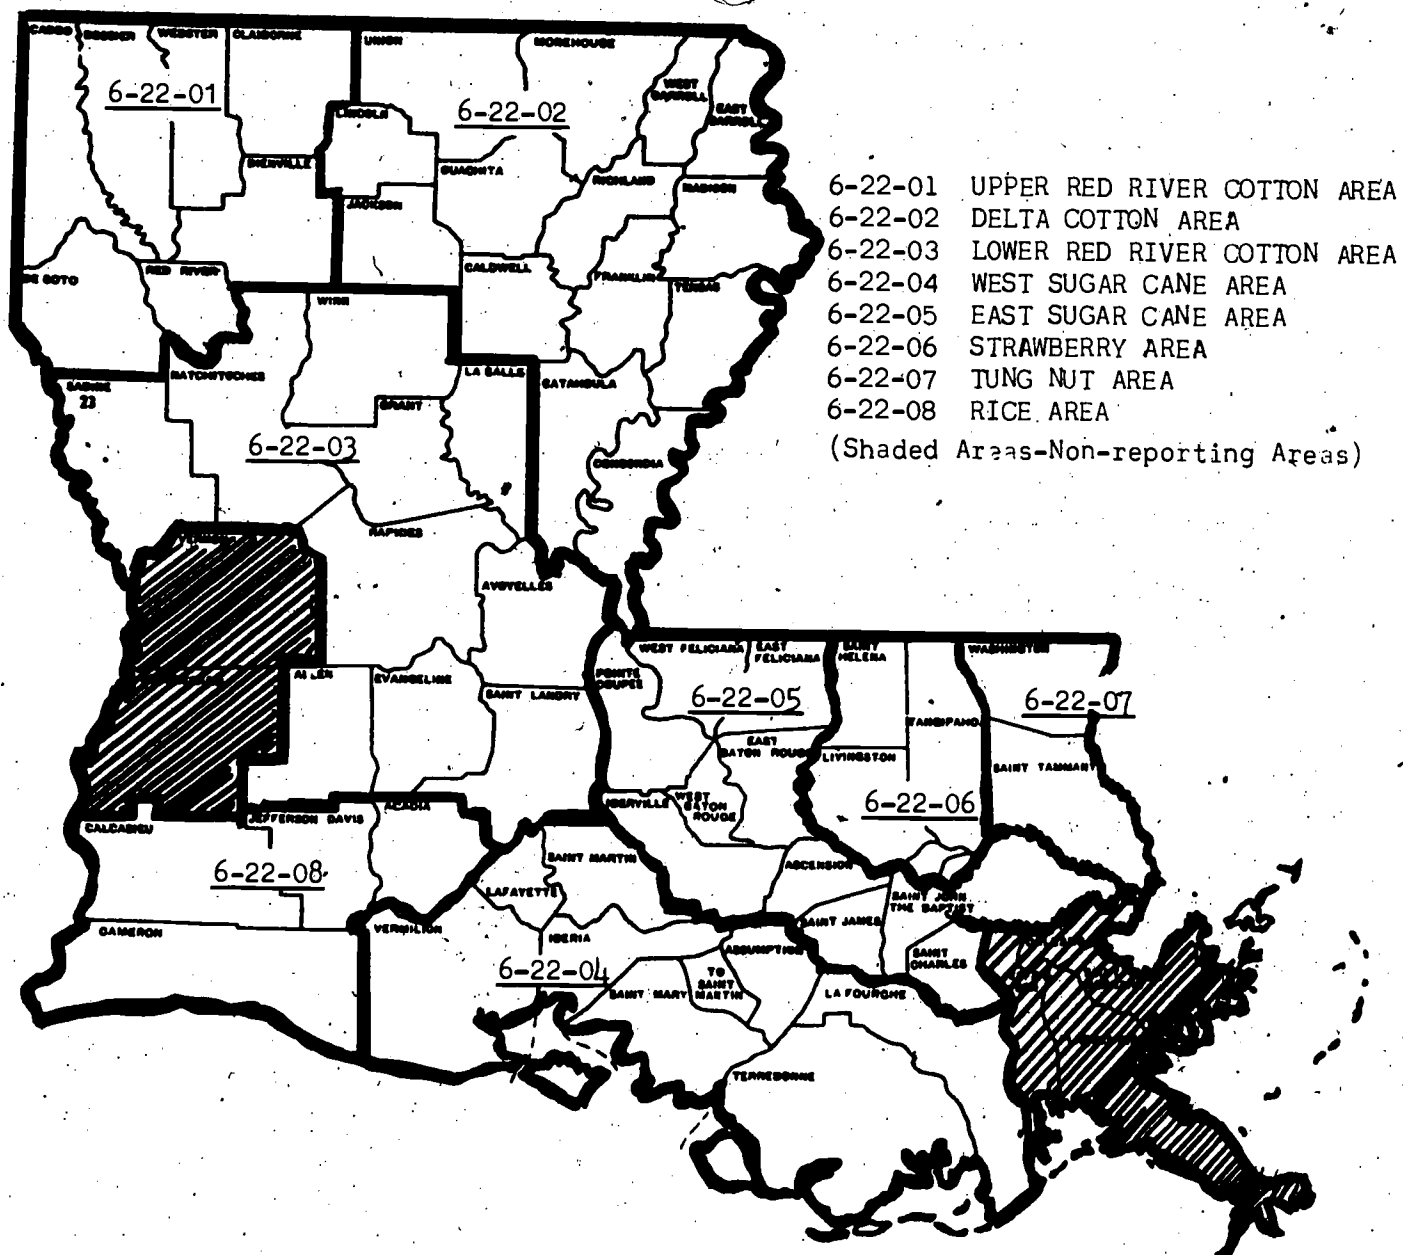 CADDO BOSSIER WEBSTER CLAIBORNE UNION MOREHOUSE
WEST CARROLL
EAST CARROLL
6-22-01
6-22-02
LINCOLN
BIENVILLE
OUACHITA
RICHLAND
MADISON
JACKSON
DE SOTO
RED RIVER
CALDWELL
FRANKLIN
TENSAS
WINN
SABINE
23
NATCHITOCHES
LA SALLE
CATAHOULA
GRANT
6-22-03
CONCORDIA
RAPIDES
AVOYELLES
6-22-01 UPPER RED RIVER COTTON AREA
6-22-02 DELTA COTTON AREA
6-22-03 LOWER RED RIVER COTTON AREA
6-22-04 WEST SUGAR CANE AREA
6-22-05 EAST SUGAR CANE AREA
6-22-06 STRAWBERRY AREA
6-22-07 TUNG NUT AREA
6-22-08 RICE AREA
(Shaded Areas-Non-reporting Areas)
ALLEN
EVANGELINE
SAINT LANDRY
POINTE COUPEE
WEST FELICIANA
EAST FELICIANA
SAINT HELENA
WASHINGTON
6-22-05
6-22-07
TANGIPAHO
EAST BATON ROUGE
LIVINGSTON
SAINT TAMMANY
IBERVILLE
WEST BATON ROUGE
6-22-06
CALCASIEU
JEFFERSON DAVIS
ACADIA
6-22-08
SAINT MARTIN
LAFAYETTE
ASCENSION
SAINT JOHN THE BAPTIST
SAINT JAMES
CAMERON
VERMILION
IBERIA
ASSUMPTION
SAINT CHARLES
6-22-04
SAINT MARY
TO SAINT MARTIN
LA FOURCHE
TERREBONNE